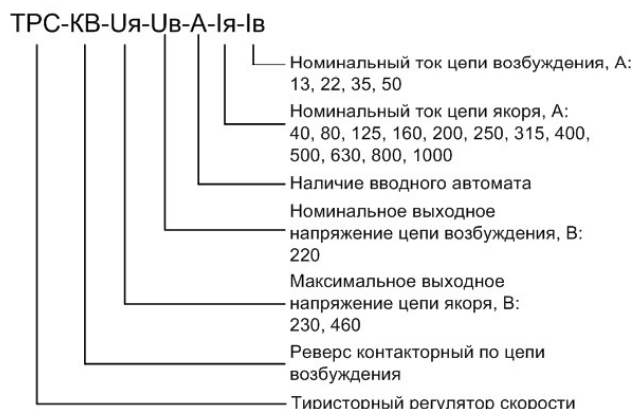 ТРС-КВ-Uя-Uв-А-Iя-Iв
Номинальный ток цепи возбуждения, А:
13, 22, 35, 50
Номинальный ток цепи якоря, А:
40, 80, 125, 160, 200, 250, 315, 400,
500, 630, 800, 1000
Наличие вводного автомата
Номинальное выходное
напряжение цепи возбуждения, В:
220
Максимальное выходное
напряжение цепи якоря, В:
230, 460
Реверс контакторный по цепи
возбуждения
Тиристорный регулятор скорости